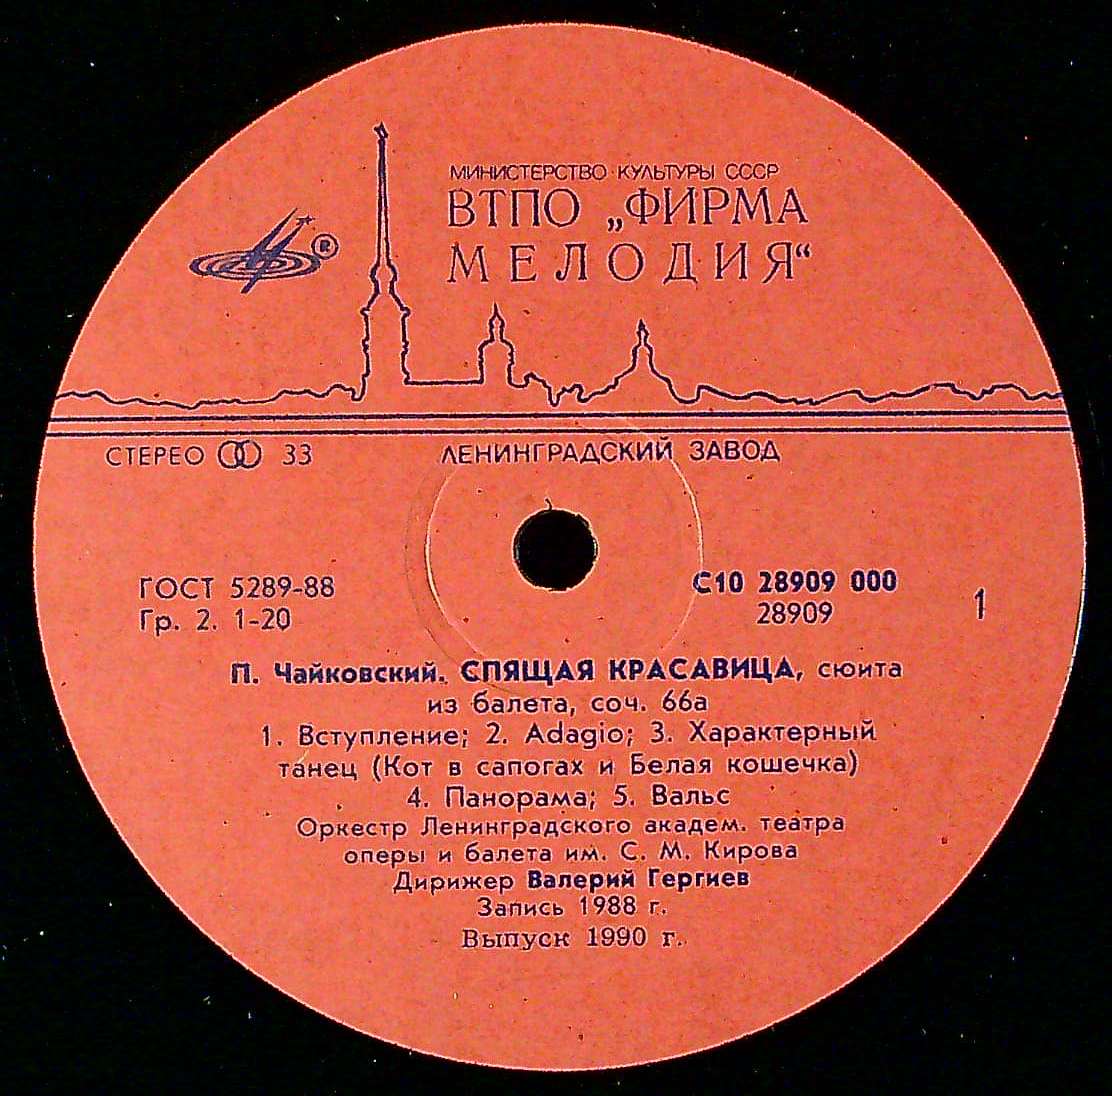 МИНИСТЕРСТВО КУЛЬТУРЫ СССР
ВТПО „ФИРМА
МЕЛОДИЯ“
®
СТЕРЕО 33
ЛЕНИНГРАДСКИЙ ЗАВОД
ГОСТ 5289-88
Гр. 2. 1-20
С10 28909 000
28909
1
П. Чайковский. СПЯЩАЯ КРАСАВИЦА, сюита
из балета, соч. 66а
1. Вступление; 2. Adagio; 3. Характерный
танец (Кот в сапогах и Белая кошечка)
4. Панорама; 5. Вальс
Оркестр Ленинградского академ. театра
оперы и балета им. С. М. Кирова
Дирижер Валерий Гергиев
Запись 1988 г.
Выпуск 1990 г.